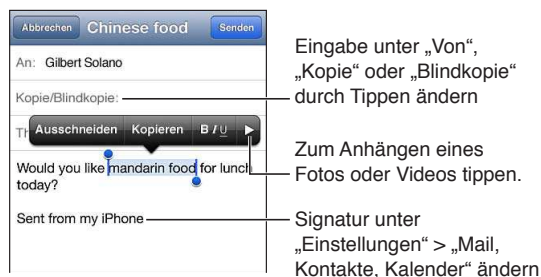 Abbrechen Chinese food Senden
An: Gilbert Solano
Kopie/Blindkopie:
Ausschneiden Kopieren B I U
Would you like mandarin food for lunch
today?
Sent from my iPhone
Eingabe unter „Von“,
„Kopie“ oder „Blindkopie“
durch Tippen ändern
Zum Anhängen eines
Fotos oder Videos tippen.
Signatur unter
„Einstellungen“ > „Mail,
Kontakte, Kalender“ ändern